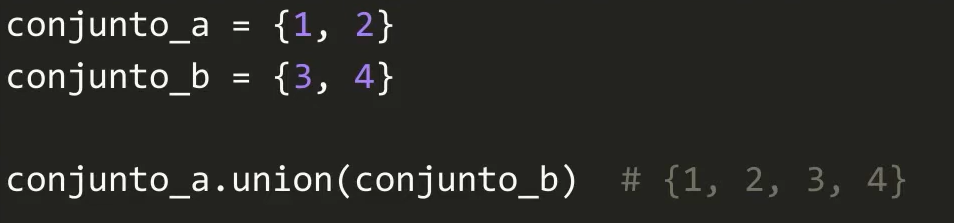 conjunto_a = {1, 2}
conjunto_b = {3, 4}
conjunto_a.union(conjunto_b)  # {1, 2, 3, 4}